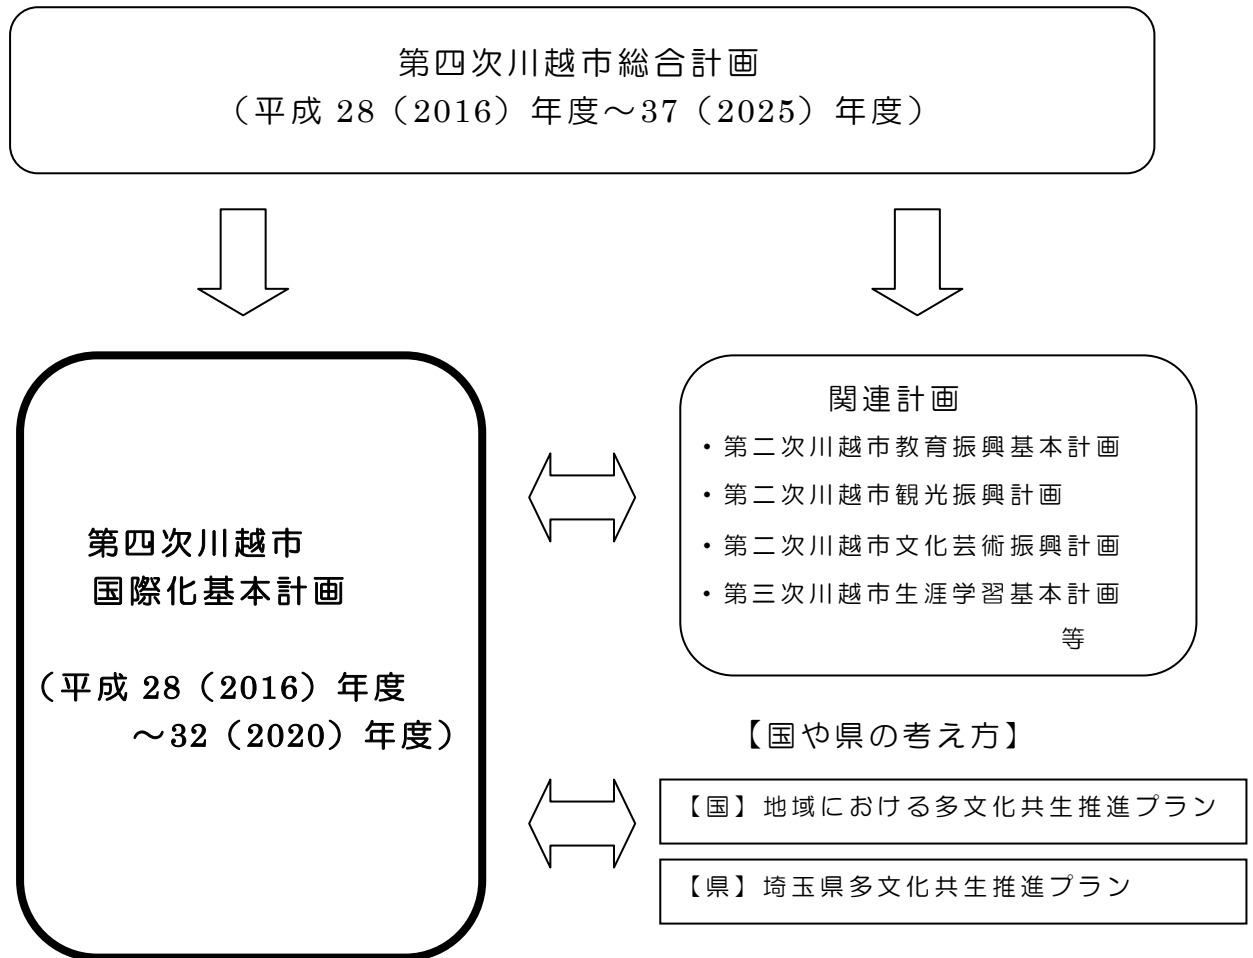 第四次川越市総合計画
（平成 28（2016）年度～37（2025）年度）
第四次川越市
国際化基本計画
（平成 28（2016）年度
～32（2020）年度）
関連計画
・第二次川越市教育振興基本計画
・第二次川越市観光振興計画
・第二次川越市文化芸術振興計画
・第三次川越市生涯学習基本計画
等
【国や県の考え方】
【国】地域における多文化共生推進プラン
【県】埼玉県多文化共生推進プラン